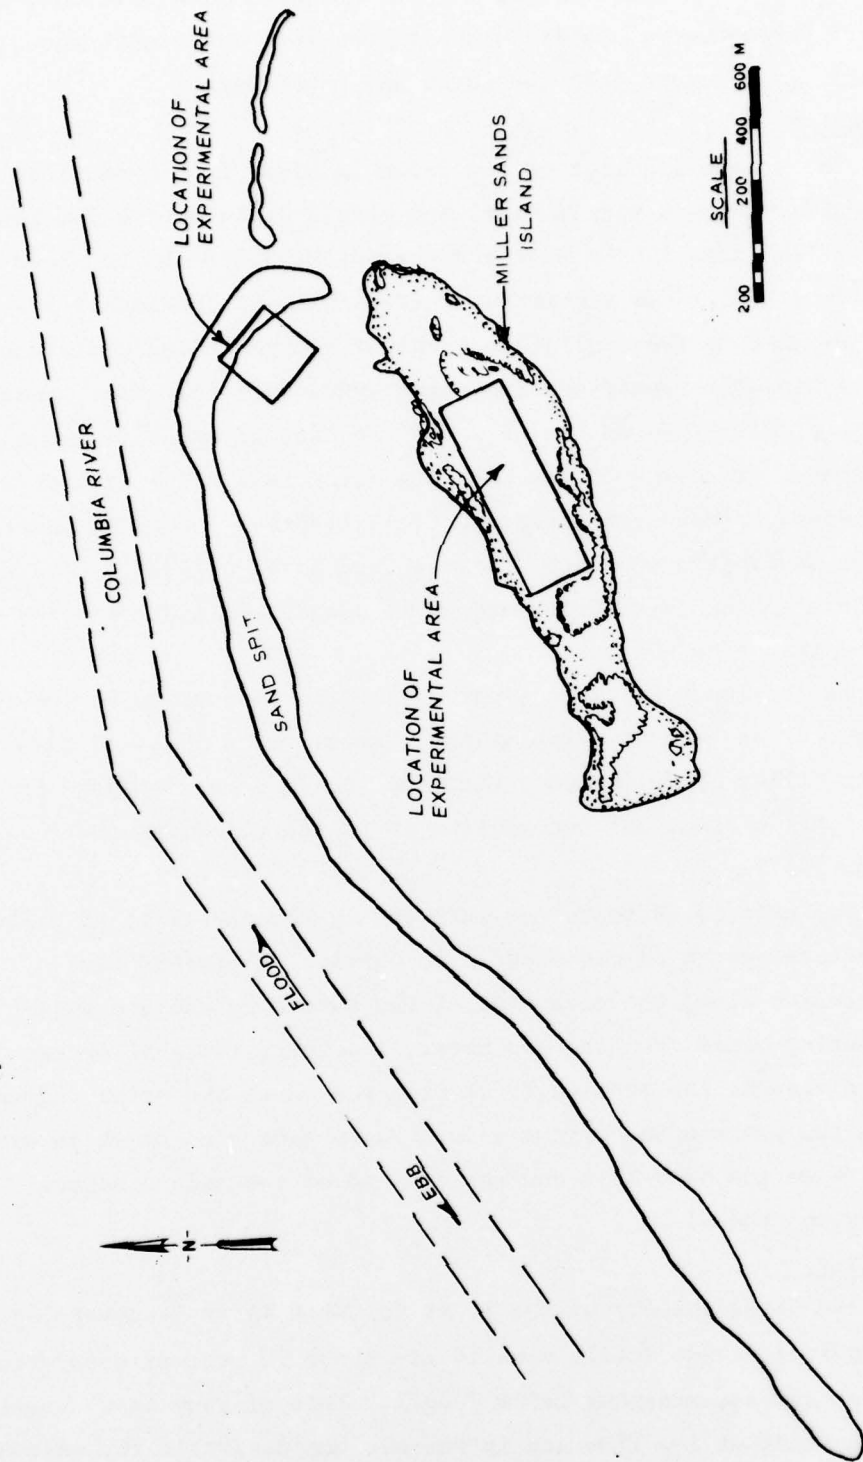 COLUMBIA RIVER
LOCATION OF
EXPERIMENTAL AREA
SAND SPIT
FLOOD
EBB
-N-
LOCATION OF
EXPERIMENTAL AREA
MILLER SANDS
ISLAND
SCALE
200 200 400 600 M